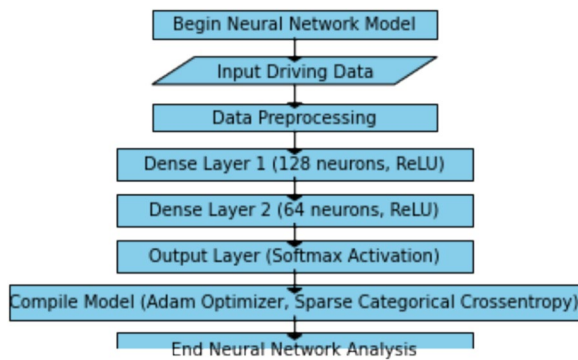 Begin Neural Network Model
Input Driving Data
Data Preprocessing
Dense Layer 1 (128 neurons, ReLU)
Dense Layer 2 (64 neurons, ReLU)
Output Layer (Softmax Activation)
Compile Model (Adam Optimizer, Sparse Categorical Crossentropy)
End Neural Network Analysis